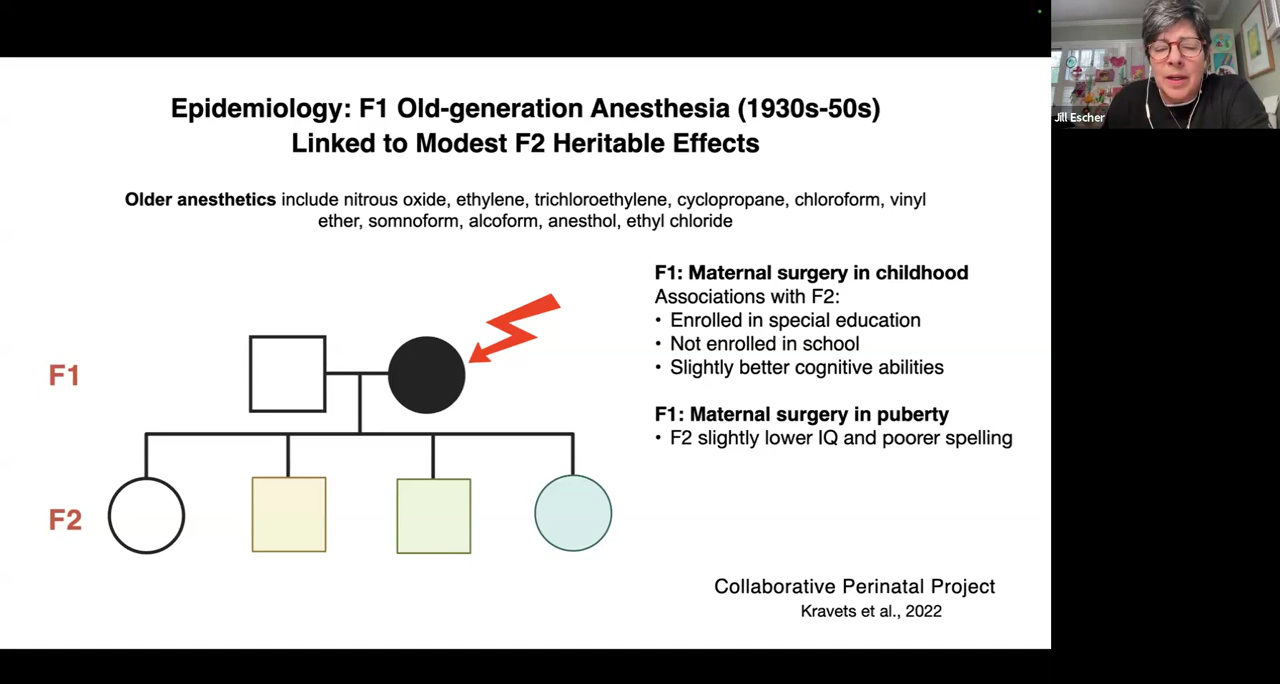 Epidemiology: F1 Old-generation Anesthesia (1930s-50s)
Linked to Modest F2 Heritable Effects
Older anesthetics include nitrous oxide, ethylene, trichloroethylene, cyclopropane, chloroform, vinyl
ether, somnoform, alcoform, anesthol, ethyl chloride
F1: Maternal surgery in childhood
Associations with F2:
• Enrolled in special education
• Not enrolled in school
• Slightly better cognitive abilities
F1: Maternal surgery in puberty
• F2 slightly lower IQ and poorer spelling
F1
F2
Collaborative Perinatal Project
Kravets et al., 2022
Jill Escher